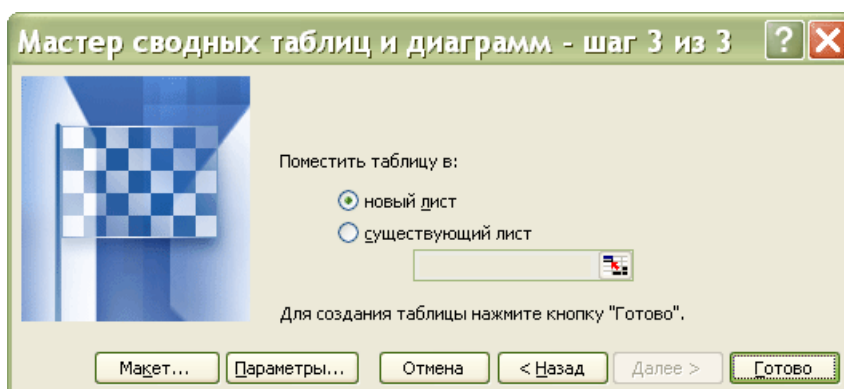 Мастер сводных таблиц и диаграмм - шаг 3 из 3 ?
Поместить таблицу в:
новый лист
существующий лист
Для создания таблицы нажмите кнопку "Готово".
Макет... Параметры... Отмена < Назад Далее > Готово